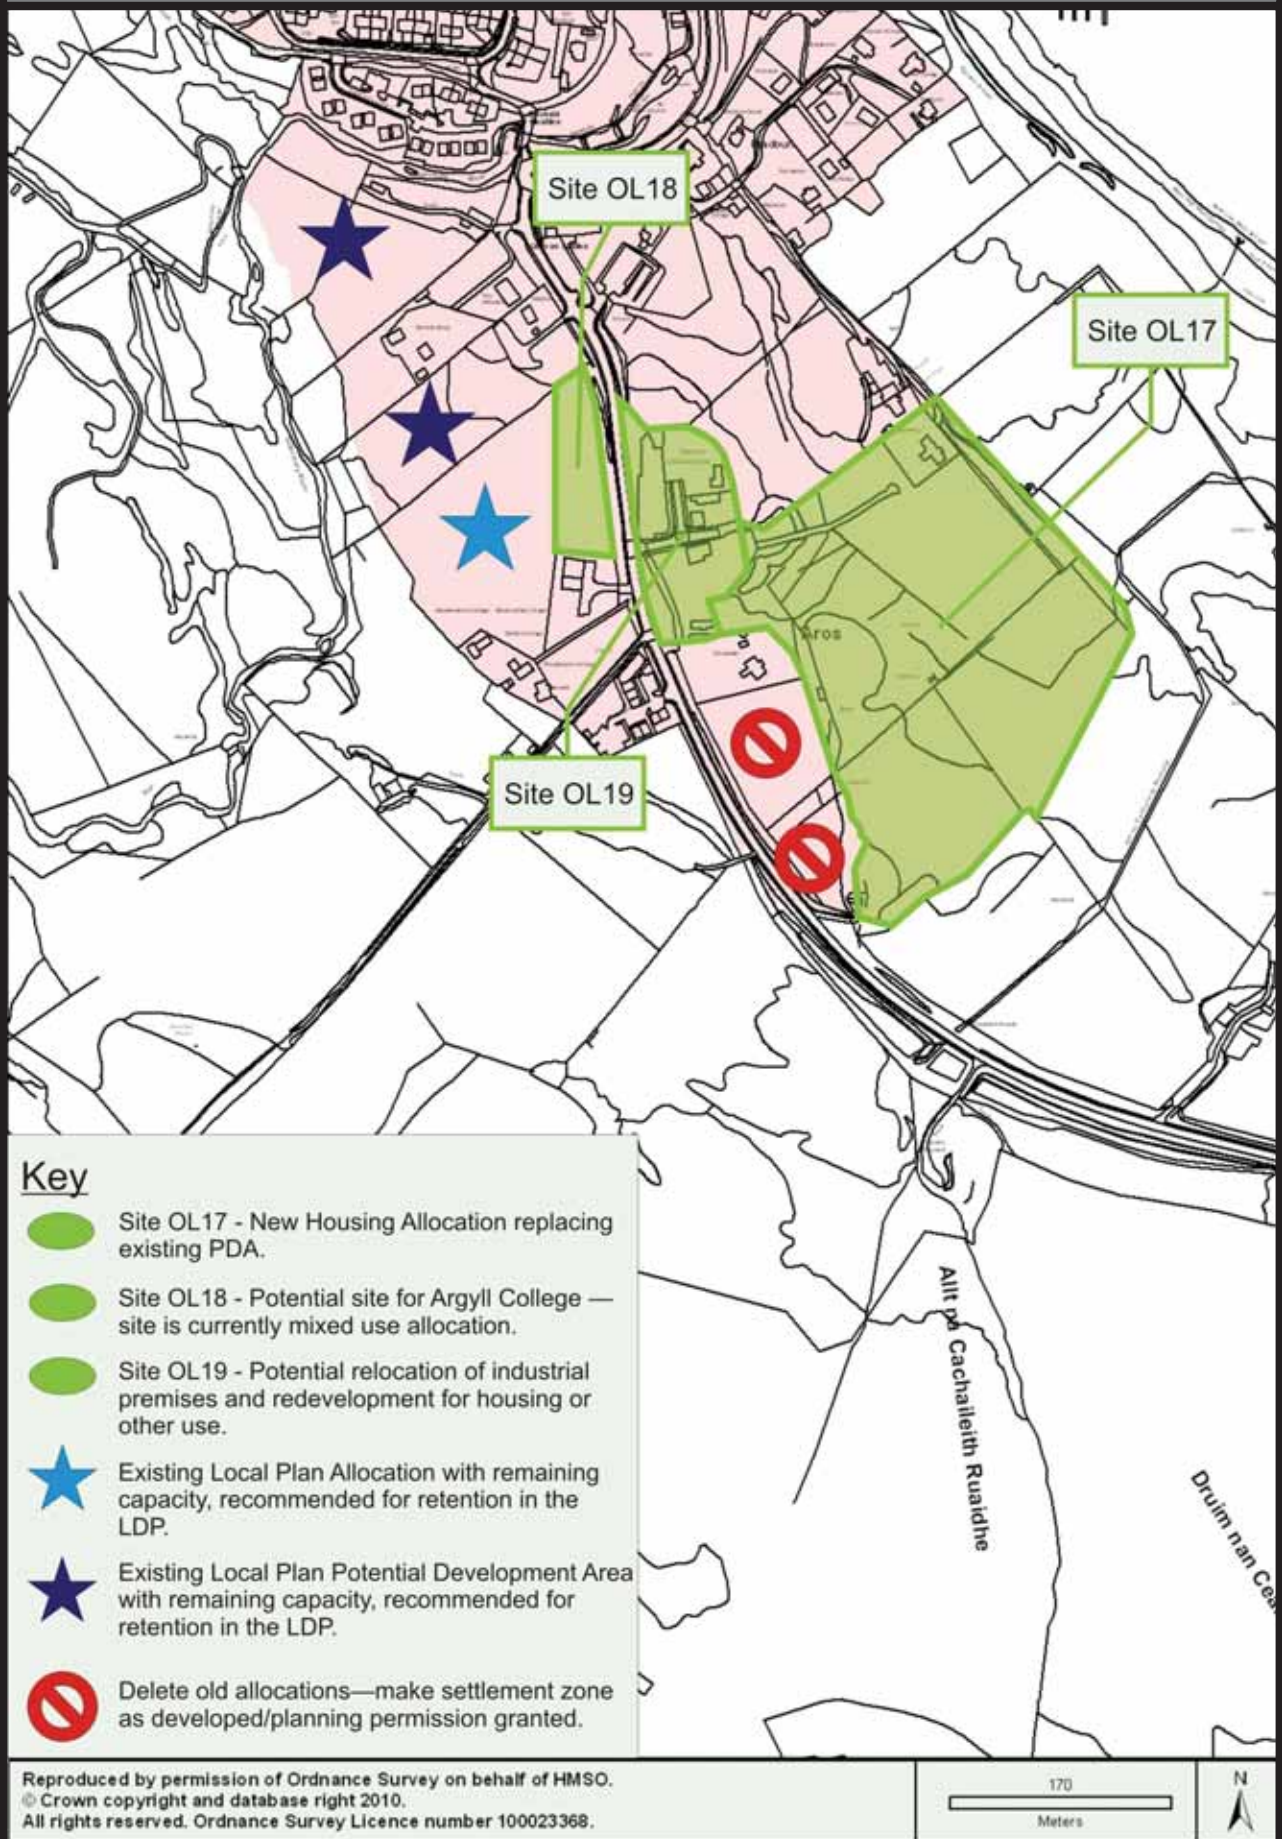 Site OL18
Site OL17
Aros
Site OL19
Key
Site OL17 - New Housing Allocation replacing
existing PDA.
Site OL18 - Potential site for Argyll College —
site is currently mixed use allocation.
Site OL19 - Potential relocation of industrial
premises and redevelopment for housing or
other use.
Existing Local Plan Allocation with remaining
capacity, recommended for retention in the
LDP.
Existing Local Plan Potential Development Area
with remaining capacity, recommended for
retention in the LDP.
Delete old allocations—make settlement zone
as developed/planning permission granted.
Allt na Cachaileith Ruaidhe
Druim nan
Reproduced by permission of Ordnance Survey on behalf of HMSO.
© Crown copyright and database right 2010.
All rights reserved. Ordnance Survey Licence number 100023368.
170
Meters
N